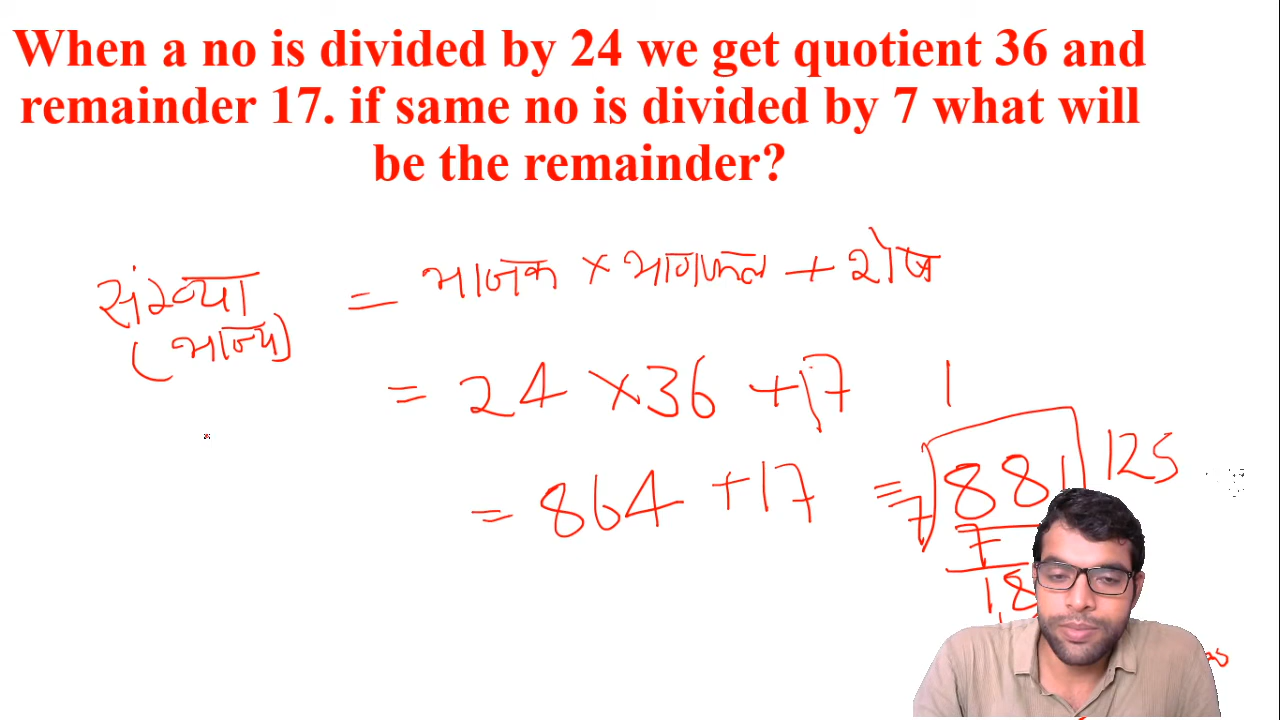 When a no is divided by 24 we get quotient 36 and
remainder 17. if same no is divided by 7 what will
be the remainder?
संख्या = भाजक × भागफल + शेष
(भाज्य)
= 24 × 36 + 17
1
= 864 + 17 = 7 881 125
7
18